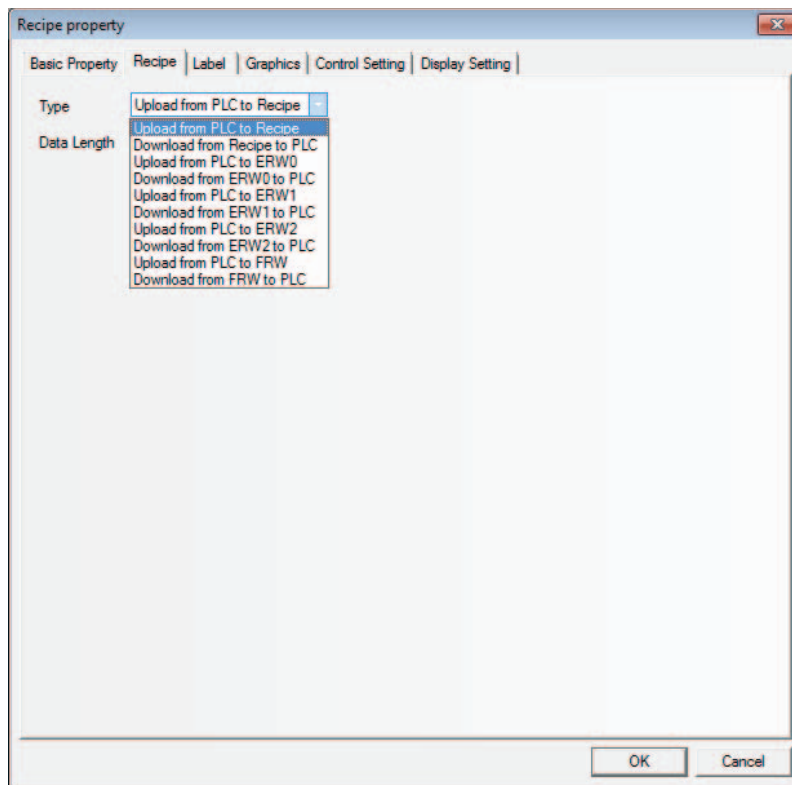 Recipe property
Basic Property Recipe Label Graphics Control Setting Display Setting
Type Upload from PLC to Recipe
Upload from PLC to Recipe
Data Length Download from Recipe to PLC
Upload from PLC to ERW0
Download from ERW0 to PLC
Upload from PLC to ERW1
Download from ERW1 to PLC
Upload from PLC to ERW2
Download from ERW2 to PLC
Upload from PLC to FRW
Download from FRW to PLC
OK Cancel